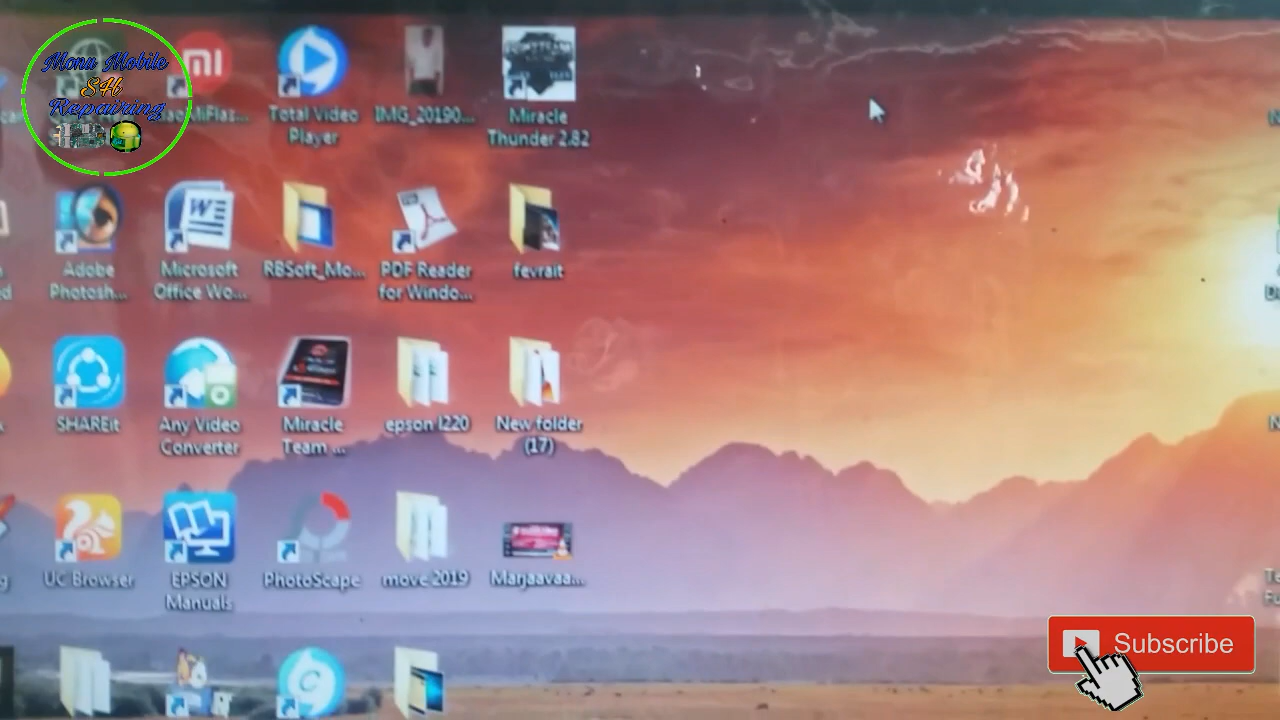 Monu Mobile
SH
Repairing
mi
Total Video
Player
IMG_20190...
Miracle
Thunder 2.82
Adobe
Photosh...
Microsoft
Office Wo...
RBSoft_Mo...
PDF Reader
for Windo...
fevrait
SHAREit
Any Video
Converter
Miracle
Team ...
epson l220
New folder
(17)
UC Browser
EPSON
Manuals
PhotoScape
move 2019
Marjaavaa...
Subscribe